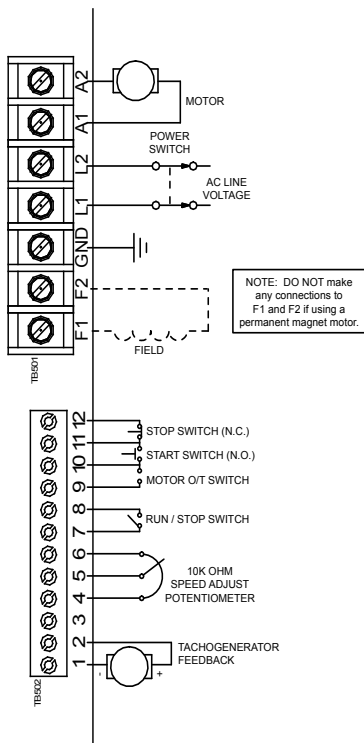 A2
MOTOR
A1
POWER
SWITCH
L2
AC LINE
VOLTAGE
L1
GND
F2
NOTE: DO NOT make
any connections to
F1 and F2 if using a
permanent magnet motor.
F1
FIELD
TB501
12
STOP SWITCH (N.C.)
11
START SWITCH (N.O.)
10
MOTOR O/T SWITCH
9
8
RUN / STOP SWITCH
7
6
10K OHM
SPEED ADJUST
POTENTIOMETER
5
4
3
2
TACHOGENERATOR
FEEDBACK
1
- +
TB502